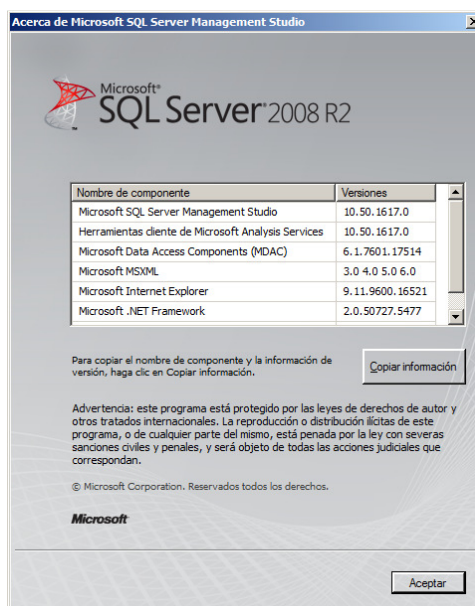 Acerca de Microsoft SQL Server Management Studio
Microsoft®
SQL Server® 2008 R2
Nombre de componente Versiones
Microsoft SQL Server Management Studio 10.50.1617.0
Herramientas cliente de Microsoft Analysis Services 10.50.1617.0
Microsoft Data Access Components (MDAC) 6.1.7601.17514
Microsoft MSXML 3.0 4.0 5.0 6.0
Microsoft Internet Explorer 9.11.9600.16521
Microsoft .NET Framework 2.0.50727.5477
Para copiar el nombre de componente y la información de
versión, haga clic en Copiar información.
Copiar información
Advertencia: este programa está protegido por las leyes de derechos de autor y
otros tratados internacionales. La reproducción o distribución ilícitas de este
programa, o de cualquier parte del mismo, está penada por la ley con severas
sanciones civiles y penales, y será objeto de todas las acciones judiciales que
correspondan.
© Microsoft Corporation. Reservados todos los derechos.
Microsoft
Aceptar